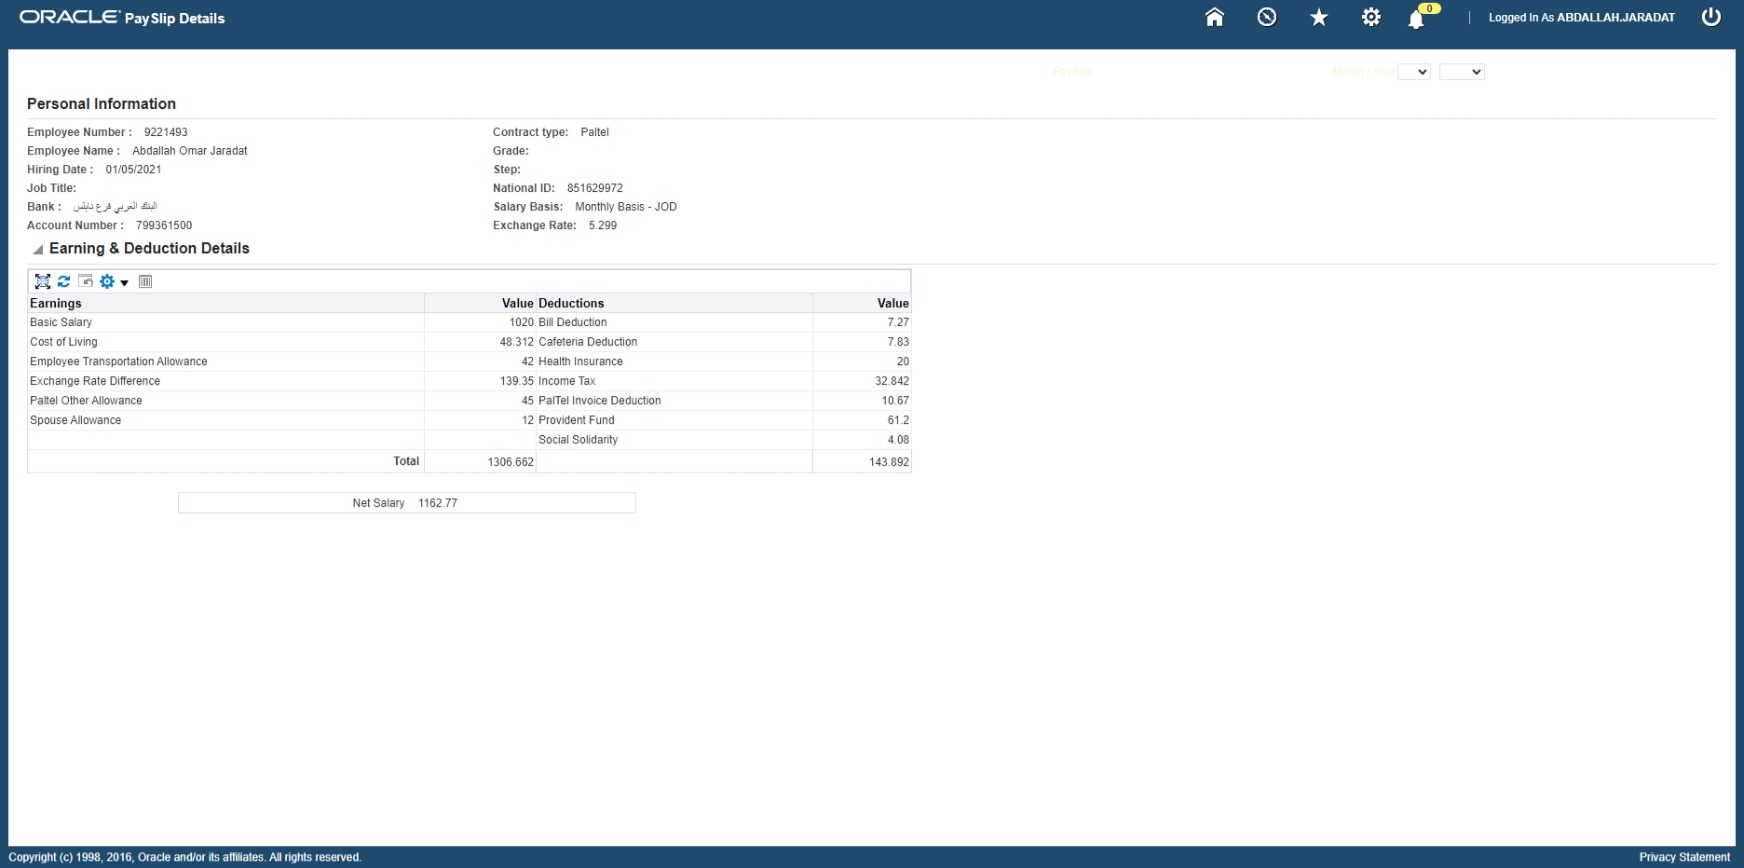 ORACLE® PaySlip Details
0
Logged In As ABDALLAH.JARADAT
PaySlip
Month / Year
Personal Information
Employee Number : 9221493
Contract type: Paltel
Employee Name : Abdallah Omar Jaradat
Grade:
Hiring Date : 01/05/2021
Step:
Job Title:
National ID: 851629972
Bank : البنك العربي فرع نابلس
Salary Basis: Monthly Basis - JOD
Account Number : 799361500
Exchange Rate: 5.299
Earning & Deduction Details
Earnings Value Deductions Value
Basic Salary 1020 Bill Deduction 7.27
Cost of Living 48.312 Cafeteria Deduction 7.83
Employee Transportation Allowance 42 Health Insurance 20
Exchange Rate Difference 139.35 Income Tax 32.842
Paltel Other Allowance 45 PalTel Invoice Deduction 10.67
Spouse Allowance 12 Provident Fund 61.2
Social Solidarity 4.08
Total 1306.662 143.892
Net Salary 1162.77
Copyright (c) 1998, 2016, Oracle and/or its affiliates. All rights reserved.
Privacy Statement